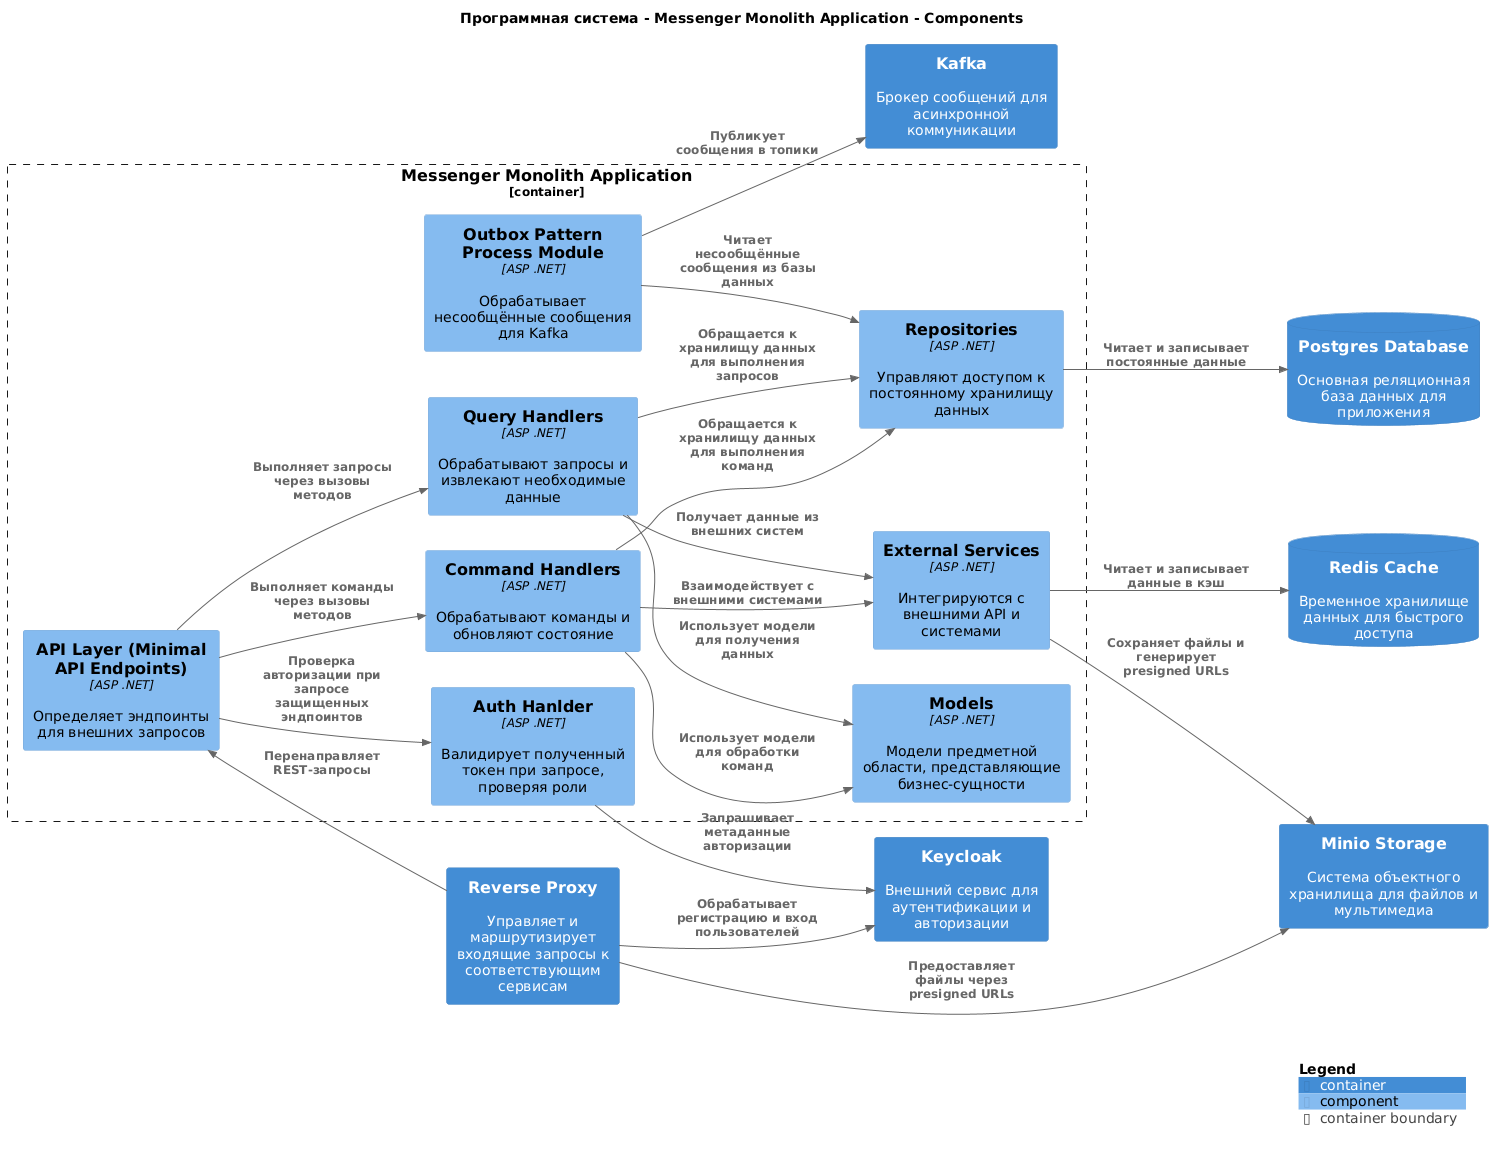 Программная система - Messenger Monolith Application - Components
Kafka
Брокер сообщений для
асинхронной
коммуникации
Публикует
сообщения в топики
Messenger Monolith Application
[container]
Outbox Pattern
Process Module
[ASP .NET]
Обрабатывает
несообщённые сообщения
для Kafka
Читает
несообщённые
сообщения из базы
данных
Repositories
[ASP .NET]
Управляют доступом к
постоянному хранилищу
данных
Читает и записывает
постоянные данные
Postgres Database
Основная реляционная
база данных для
приложения
Обращается к
хранилищу данных
для выполнения
запросов
Query Handlers
[ASP .NET]
Обрабатывают запросы и
извлекают необходимые
данные
Обращается к
хранилищу данных
для выполнения
команд
Выполняет запросы
через вызовы
методов
Получает данные из
внешних систем
External Services
[ASP .NET]
Интегрируются с
внешними API и
системами
Читает и записывает
данные в кэш
Redis Cache
Временное хранилище
данных для быстрого
доступа
Command Handlers
[ASP .NET]
Обрабатывают команды и
обновляют состояние
Взаимодействует с
внешними системами
Выполняет команды
через вызовы
методов
Использует модели
для получения
данных
Сохраняет файлы и
генерирует
presigned URLs
API Layer (Minimal
API Endpoints)
[ASP .NET]
Определяет эндпоинты
для внешних запросов
Проверка
авторизации при
запросе
защищенных
эндпоинтов
Auth Hanlder
[ASP .NET]
Валидирует полученный
токен при запросе,
проверяя роли
Models
[ASP .NET]
Модели предметной
области, представляющие
бизнес-сущности
Использует модели
для обработки
команд
Перенаправляет
REST-запросы
Запрашивает
метаданные
авторизации
Keycloak
Внешний сервис для
аутентификации и
авторизации
Minio Storage
Система объектного
хранилища для файлов и
мультимедиа
Reverse Proxy
Управляет и
маршрутизирует
входящие запросы к
соответствующим
сервисам
Обрабатывает
регистрацию и вход
пользователей
Предоставляет
файлы через
presigned URLs
Legend
container
component
container boundary